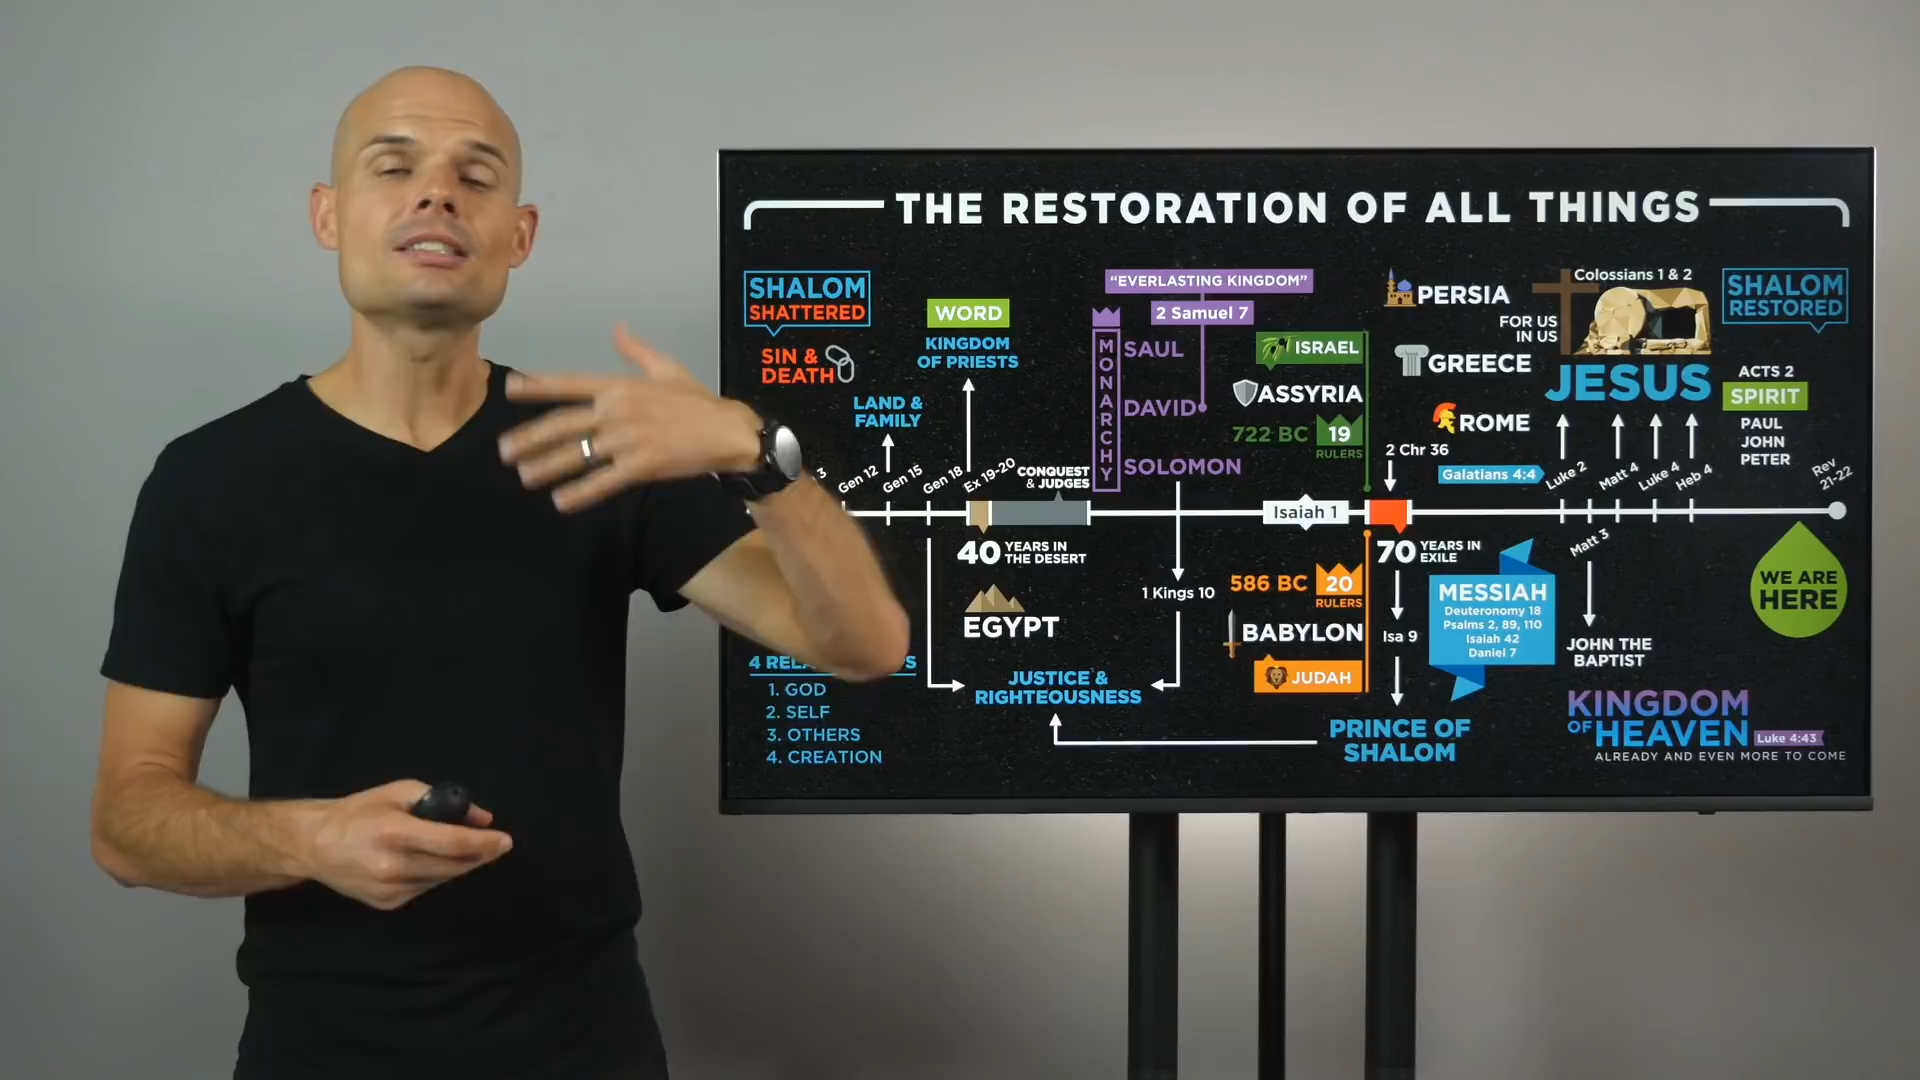 THE RESTORATION OF ALL THINGS
SHALOM
SHATTERED
SIN &
DEATH
LAND &
FAMILY
WORD
KINGDOM
OF PRIESTS
"EVERLASTING KINGDOM"
2 Samuel 7
MONARCHY
SAUL
DAVID
SOLOMON
ISRAEL
ASSYRIA
722 BC
19
RULERS
PERSIA
GREECE
ROME
2 Chr 36
Galatians 4:4
Colossians 1 & 2
FOR US
IN US
JESUS
SHALOM
RESTORED
ACTS 2
SPIRIT
PAUL
JOHN
PETER
3
Gen 12
Gen 15
Gen 18
Ex 19-20
CONQUEST
& JUDGES
Isaiah 1
Luke 2
Matt 4
Luke 4
Heb 4
Rev
21-22
40 YEARS IN
THE DESERT
EGYPT
1 Kings 10
JUSTICE &
RIGHTEOUSNESS
586 BC
20
RULERS
BABYLON
JUDAH
70 YEARS IN
EXILE
Isa 9
PRINCE OF
SHALOM
MESSIAH
Deuteronomy 18
Psalms 2, 89, 110
Isaiah 42
Daniel 7
Matt 3
JOHN THE
BAPTIST
WE ARE
HERE
KINGDOM
OF HEAVEN
Luke 4:43
ALREADY AND EVEN MORE TO COME
4
1. GOD
2. SELF
3. OTHERS
4. CREATION